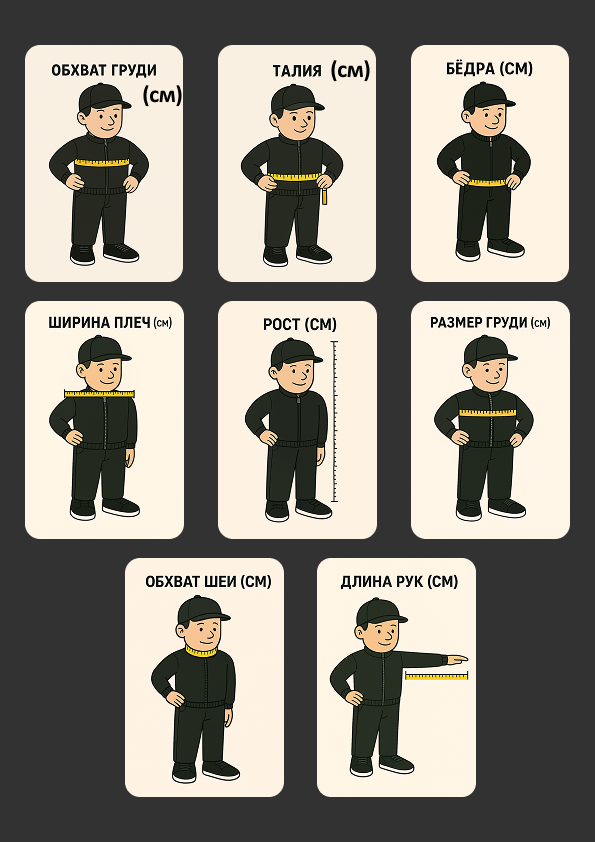 ОБХВАТ ГРУДИ
(см)
ТАЛИЯ (см)
БЁДРА (СМ)
ШИРИНА ПЛЕЧ (см)
РОСТ (СМ)
РАЗМЕР ГРУДИ (см)
ОБХВАТ ШЕИ (СМ)
ДЛИНА РУК (СМ)